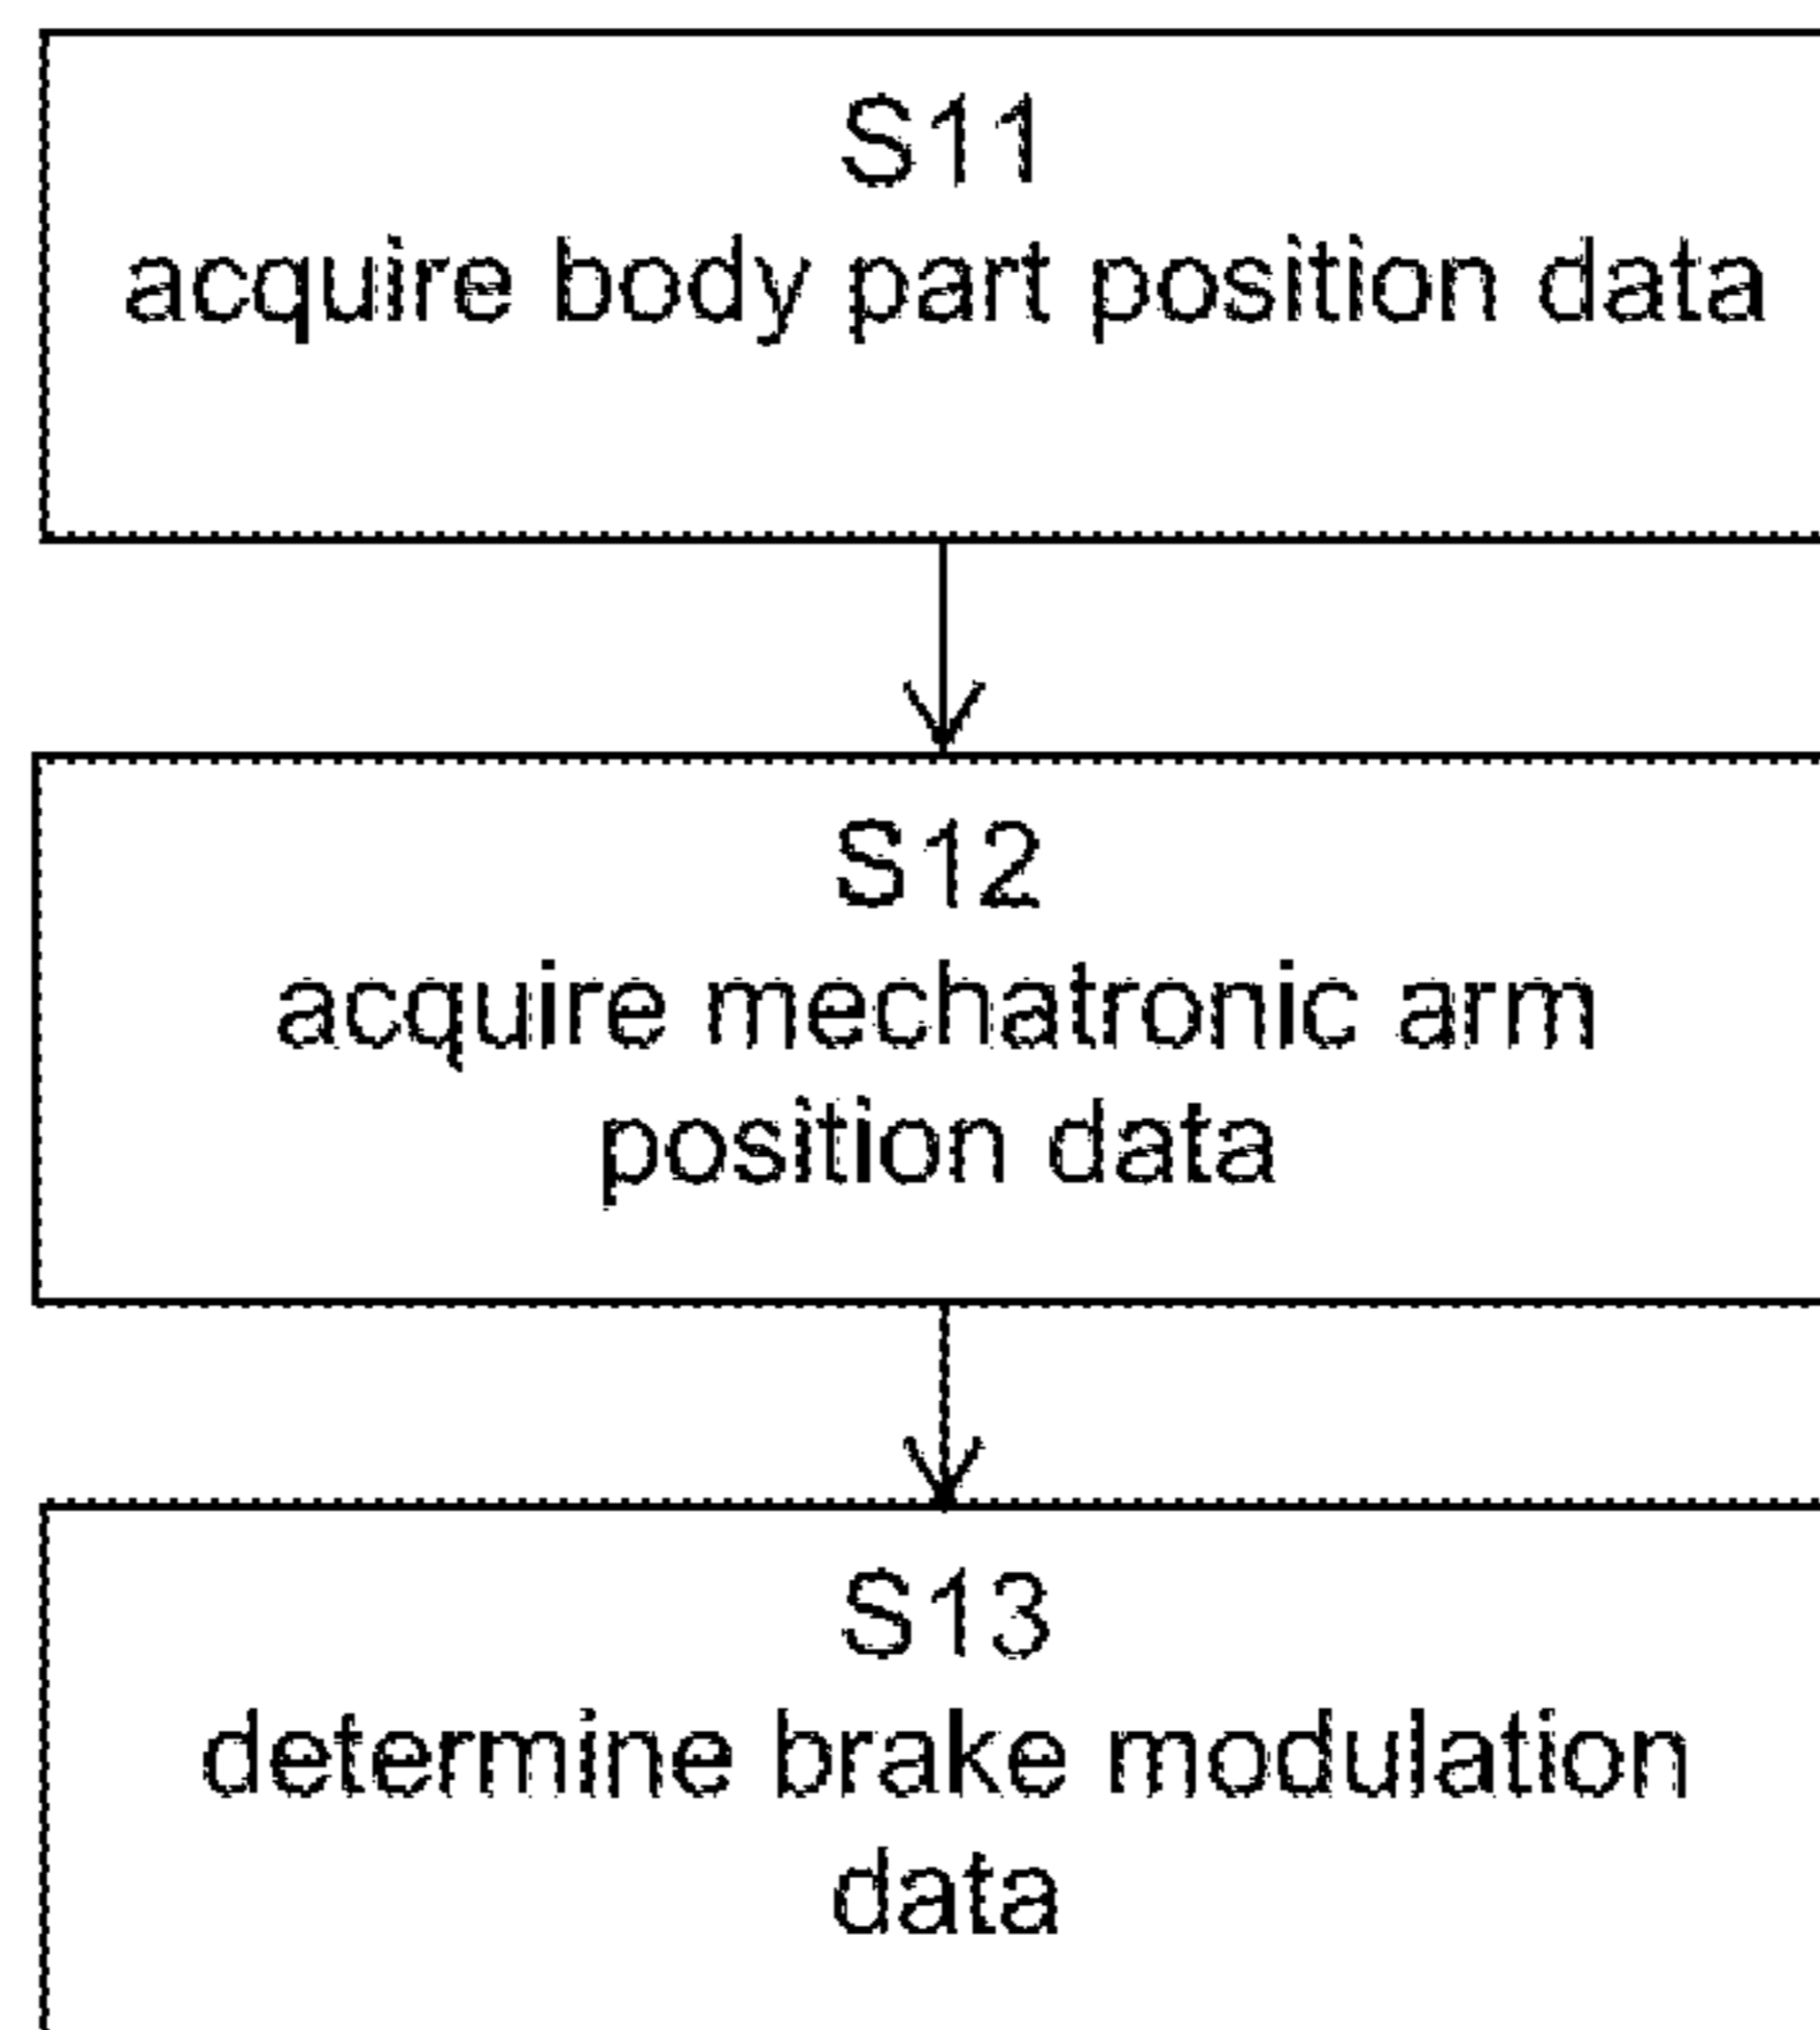 S11
acquire body part position data
S12
acquire mechatronic arm
position data
S13
determine brake modulation
data